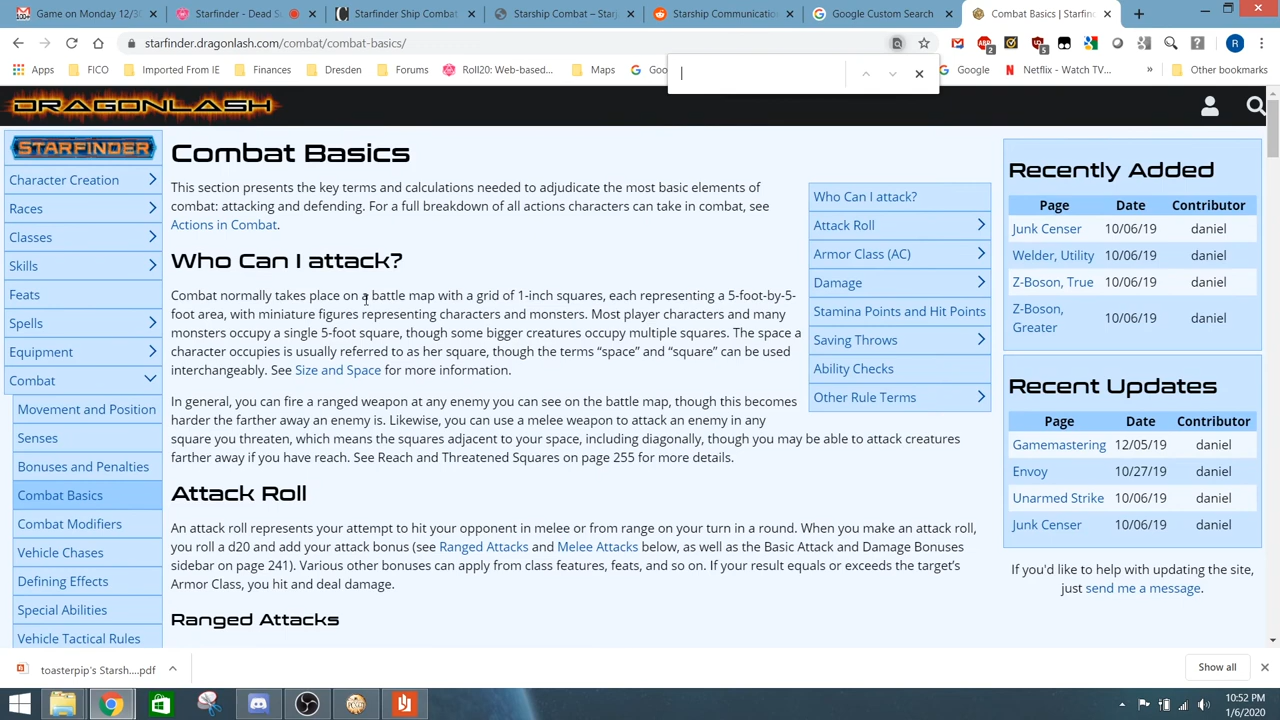 Game on Monday 12/3
Starfinder - Dead S
Starfinder Ship Combat
Starship Combat – Starj
Starship Communicatio
Google Custom Search
Combat Basics | Starfin
starfinder.dragonlash.com/combat/combat-basics/
Apps
FICO
Imported From IE
Finances
Dresden
Forums
Roll20: Web-based...
Maps
Goo
Google
Netflix - Watch TV...
»
Other bookmarks
DRAGONLASH
STARFINDER
Character Creation
Races
Classes
Skills
Feats
Spells
Equipment
Combat
Movement and Position
Senses
Bonuses and Penalties
Combat Basics
Combat Modifiers
Vehicle Chases
Defining Effects
Special Abilities
Vehicle Tactical Rules
Combat Basics
This section presents the key terms and calculations needed to adjudicate the most basic elements of
combat: attacking and defending. For a full breakdown of all actions characters can take in combat, see
Actions in Combat.
Who Can I attack?
Combat normally takes place on a battle map with a grid of 1-inch squares, each representing a 5-foot-by-5-
foot area, with miniature figures representing characters and monsters. Most player characters and many
monsters occupy a single 5-foot square, though some bigger creatures occupy multiple squares. The space a
character occupies is usually referred to as her square, though the terms “space” and “square” can be used
interchangeably. See Size and Space for more information.
In general, you can fire a ranged weapon at any enemy you can see on the battle map, though this becomes
harder the farther away an enemy is. Likewise, you can use a melee weapon to attack an enemy in any
square you threaten, which means the squares adjacent to your space, including diagonally, though you may be able to attack creatures
farther away if you have reach. See Reach and Threatened Squares on page 255 for more details.
Attack Roll
An attack roll represents your attempt to hit your opponent in melee or from range on your turn in a round. When you make an attack roll,
you roll a d20 and add your attack bonus (see Ranged Attacks and Melee Attacks below, as well as the Basic Attack and Damage Bonuses
sidebar on page 241). Various other bonuses can apply from class features, feats, and so on. If your result equals or exceeds the target’s
Armor Class, you hit and deal damage.
Ranged Attacks
Who Can I attack?
Attack Roll
Armor Class (AC)
Damage
Stamina Points and Hit Points
Saving Throws
Ability Checks
Other Rule Terms
Recently Added
Page Date Contributor
Junk Censer 10/06/19 daniel
Welder, Utility 10/06/19 daniel
Z-Boson, True 10/06/19 daniel
Z-Boson,
Greater 10/06/19 daniel
Recent Updates
Page Date Contributor
Gamemastering 12/05/19 daniel
Envoy 10/27/19 daniel
Unarmed Strike 10/06/19 daniel
Junk Censer 10/06/19 daniel
If you'd like to help with updating the site,
just send me a message.
toasterpip's Starsh....pdf
Show all
10:52 PM
1/6/2020